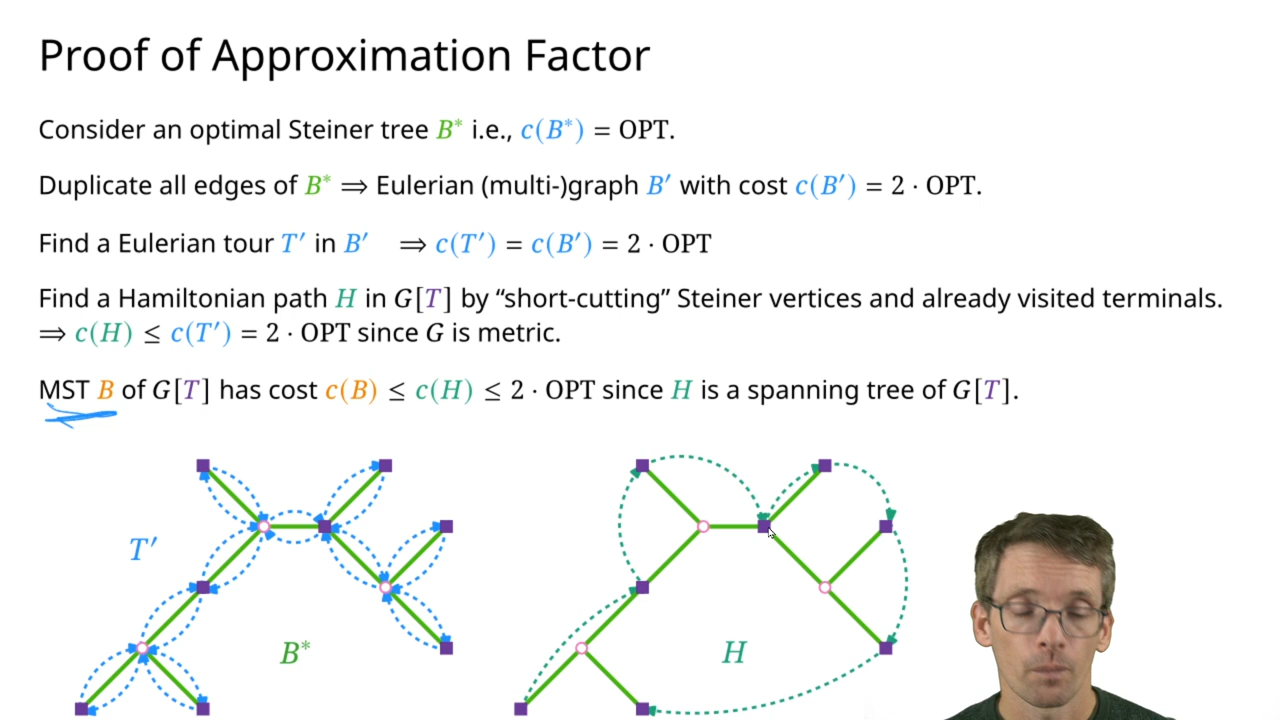 Proof of Approximation Factor
Consider an optimal Steiner tree B* i.e., c(B*) = OPT.
Duplicate all edges of B* ⟹ Eulerian (multi-)graph B′ with cost c(B′) = 2 · OPT.
Find a Eulerian tour T′ in B′ ⟹ c(T′) = c(B′) = 2 · OPT
Find a Hamiltonian path H in G[T] by “short-cutting” Steiner vertices and already visited terminals.
⟹ c(H) ≤ c(T′) = 2 · OPT since G is metric.
MST B of G[T] has cost c(B) ≤ c(H) ≤ 2 · OPT since H is a spanning tree of G[T].
T′
B*
H